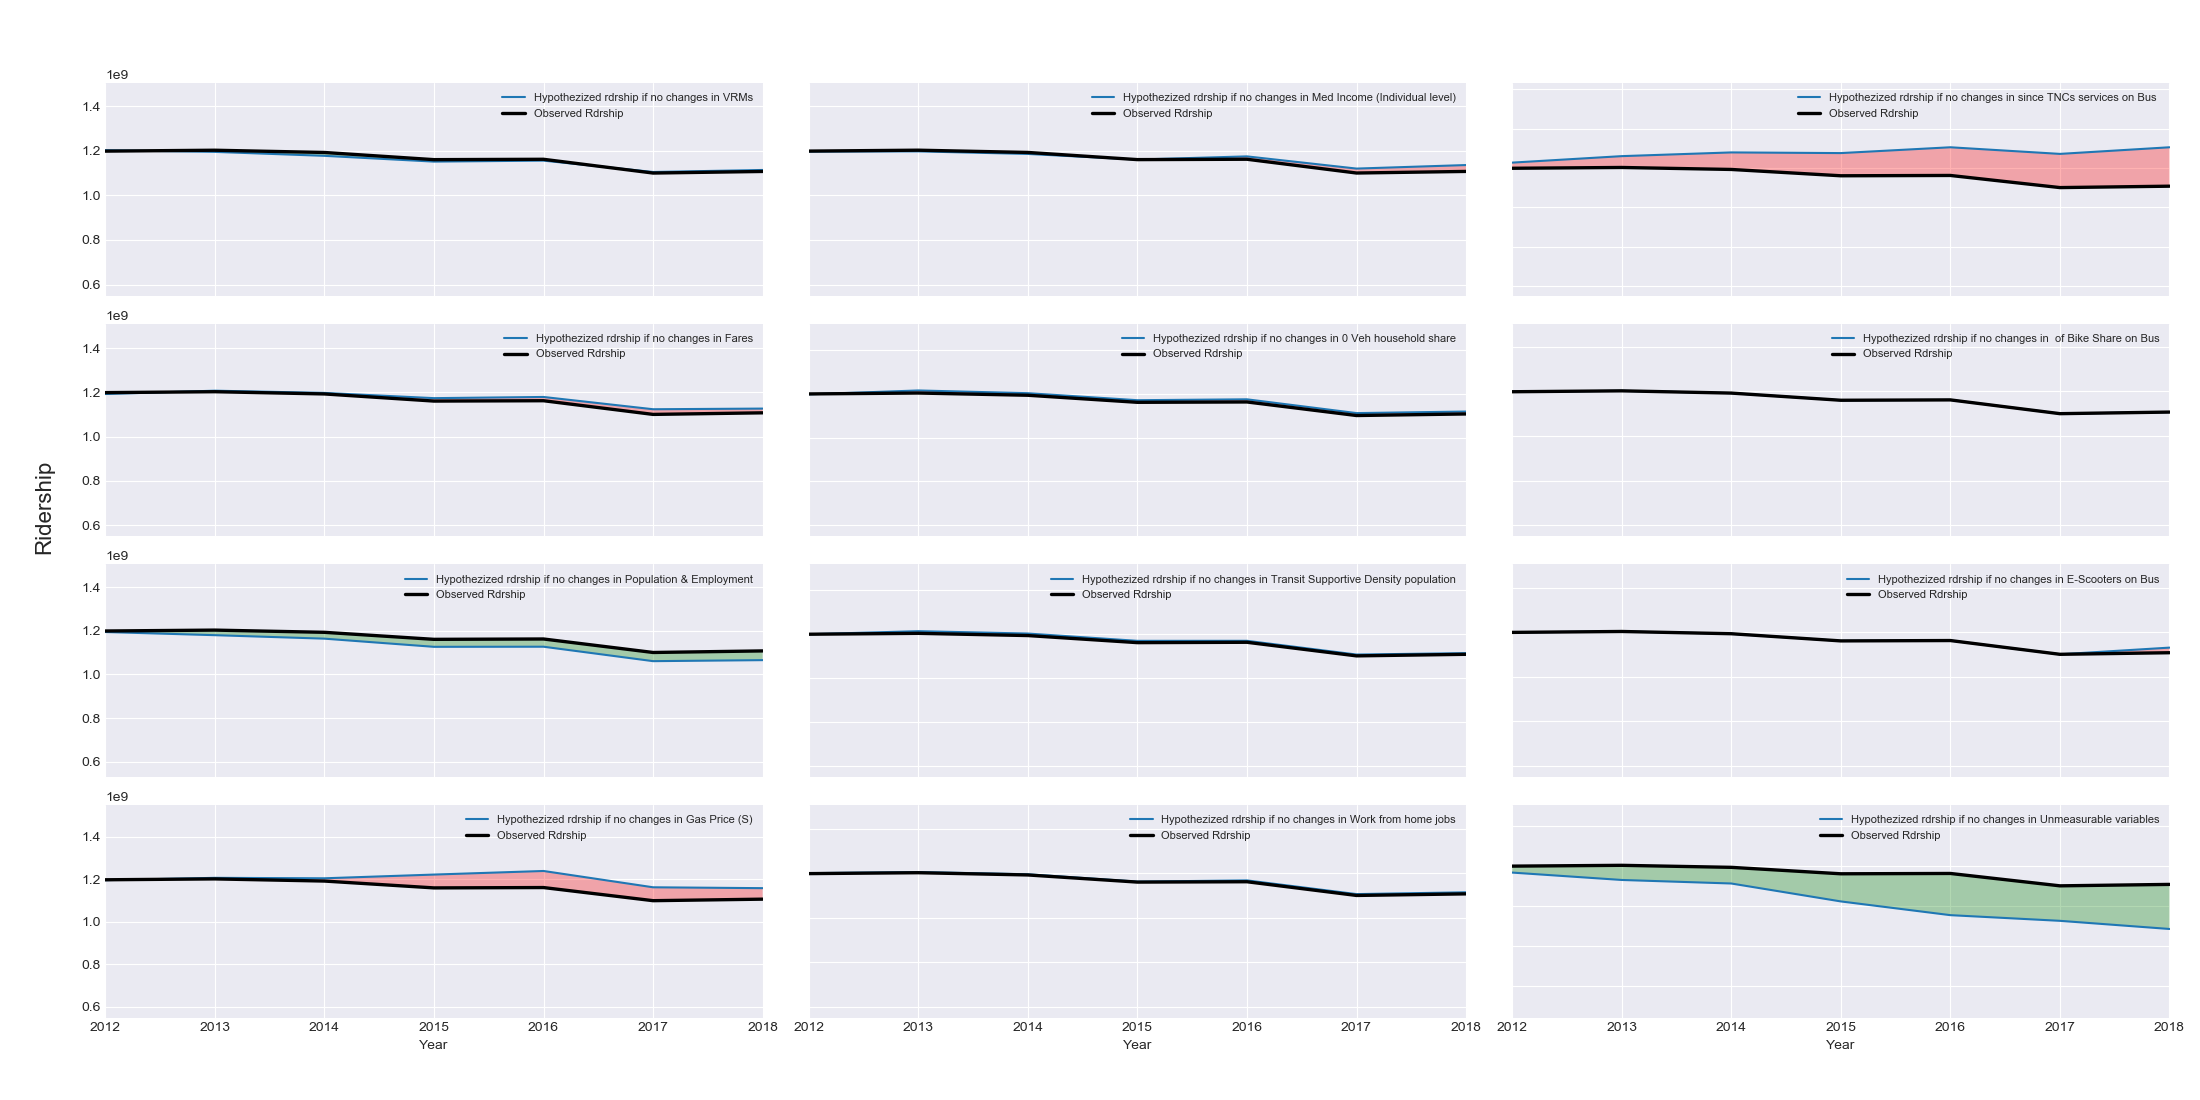 1e9
1.4
1.2
1.0
0.8
0.6
Hypothezized rdrship if no changes in VRMs
Observed Rdrship
Hypothezized rdrship if no changes in Med Income (Individual level)
Observed Rdrship
Hypothezized rdrship if no changes in since TNCs services on Bus
Observed Rdrship
1e9
1.4
1.2
1.0
0.8
0.6
Hypothezized rdrship if no changes in Fares
Observed Rdrship
Hypothezized rdrship if no changes in 0 Veh household share
Observed Rdrship
Hypothezized rdrship if no changes in  of Bike Share on Bus
Observed Rdrship
Ridership
1e9
1.4
1.2
1.0
0.8
0.6
Hypothezized rdrship if no changes in Population & Employment
Observed Rdrship
Hypothezized rdrship if no changes in Transit Supportive Density population
Observed Rdrship
Hypothezized rdrship if no changes in E-Scooters on Bus
Observed Rdrship
1e9
1.4
1.2
1.0
0.8
0.6
Hypothezized rdrship if no changes in Gas Price (S)
Observed Rdrship
Hypothezized rdrship if no changes in Work from home jobs
Observed Rdrship
Hypothezized rdrship if no changes in Unmeasurable variables
Observed Rdrship
2012 2013 2014 2015 2016 2017 2018
Year
2012 2013 2014 2015 2016 2017 2018
Year
2012 2013 2014 2015 2016 2017 2018
Year